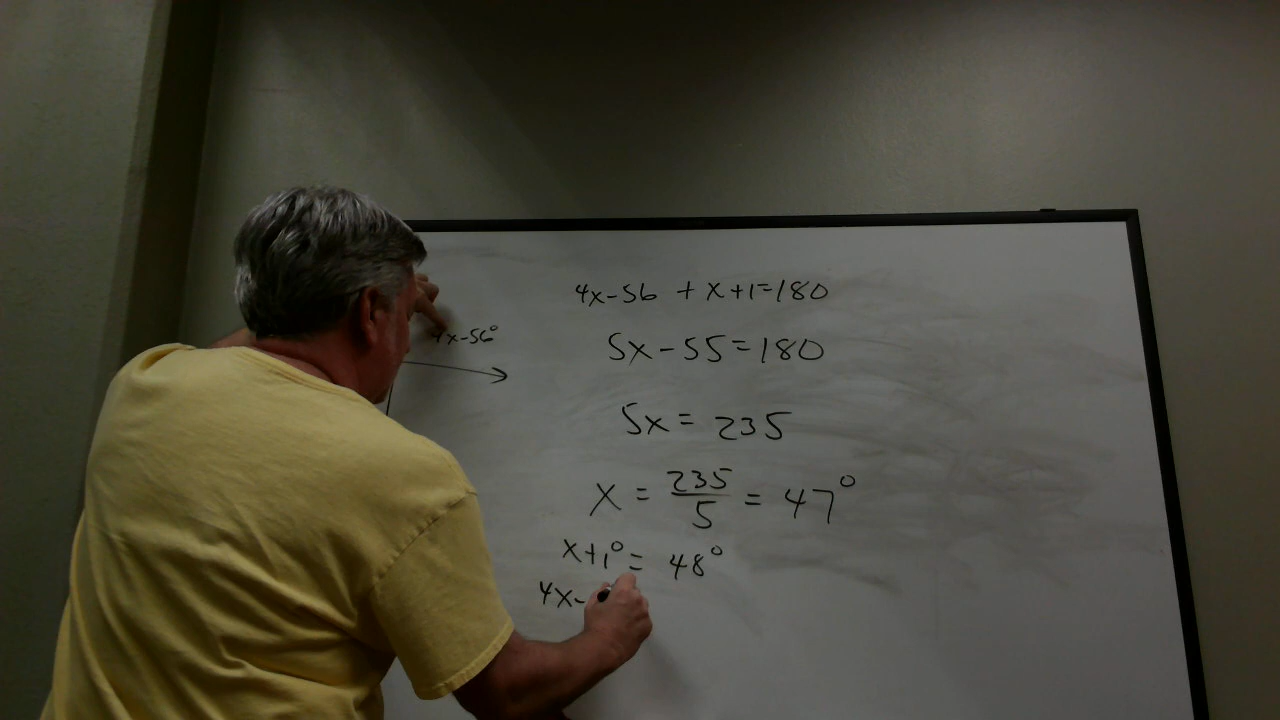 4x-56 + x+1=180
4x-56°
5x-55=180
5x= 235
x = 235/5 = 47°
x+1°= 48°
4x-